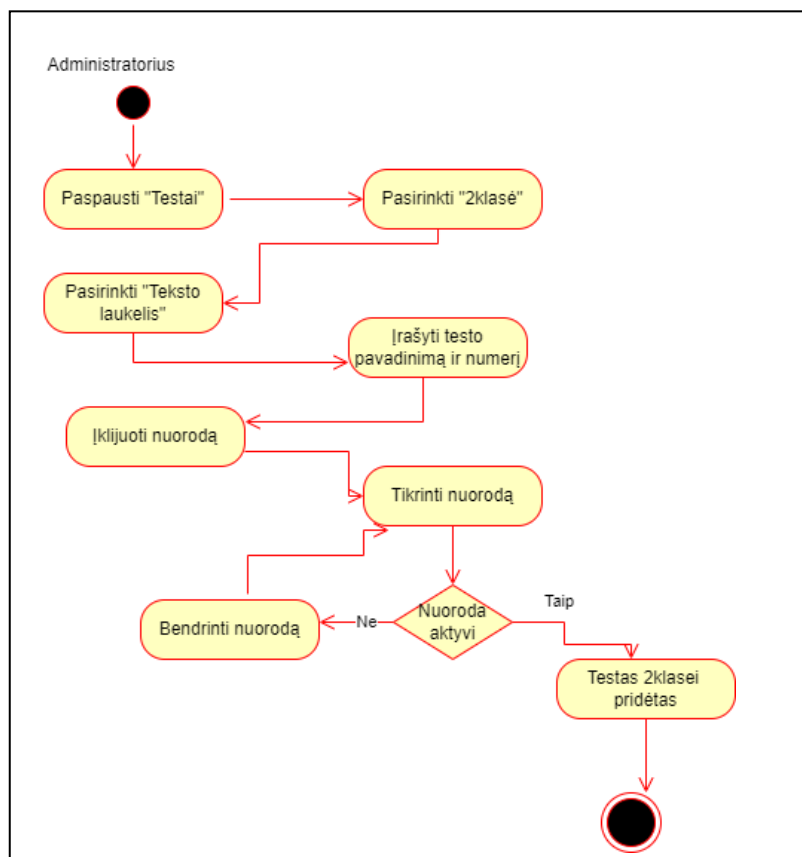 Administratorius
Paspausti "Testai"
Pasirinkti "2klasė"
Pasirinkti "Teksto
laukelis"
Įrašyti testo
pavadinimą ir numerį
Įklijuoti nuorodą
Tikrinti nuorodą
Nuoroda
aktyvi
Ne
Bendrinti nuorodą
Taip
Testas 2klasei
pridėtas